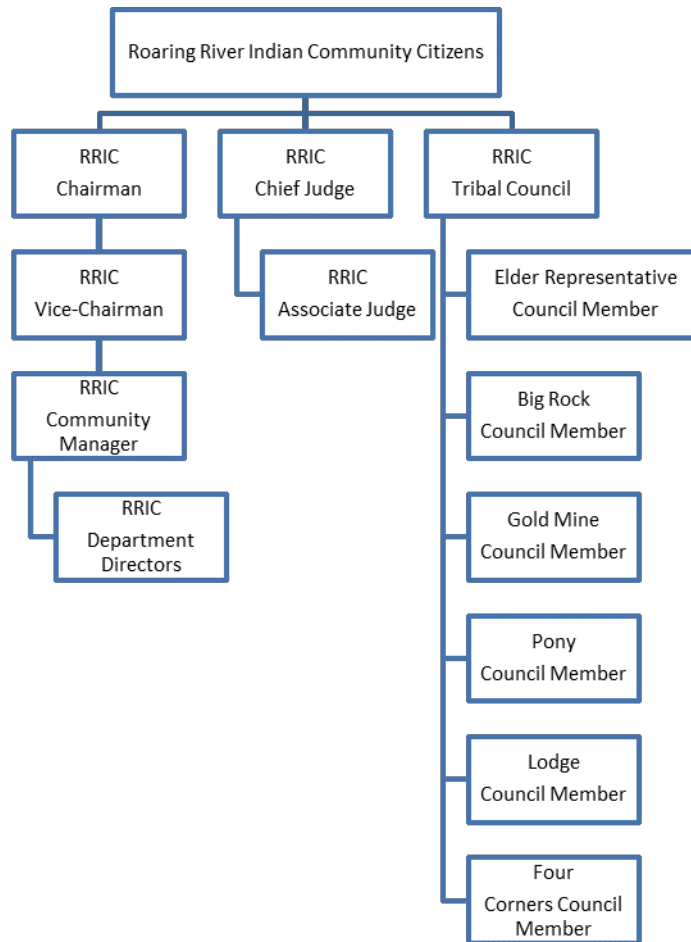 Roaring River Indian Community Citizens
RRIC
Chairman
RRIC
Chief Judge
RRIC
Tribal Council
RRIC
Vice-Chairman
RRIC
Associate Judge
Elder Representative
Council Member
RRIC
Community
Manager
Big Rock
Council Member
RRIC
Department
Directors
Gold Mine
Council Member
Pony
Council Member
Lodge
Council Member
Four
Corners Council
Member